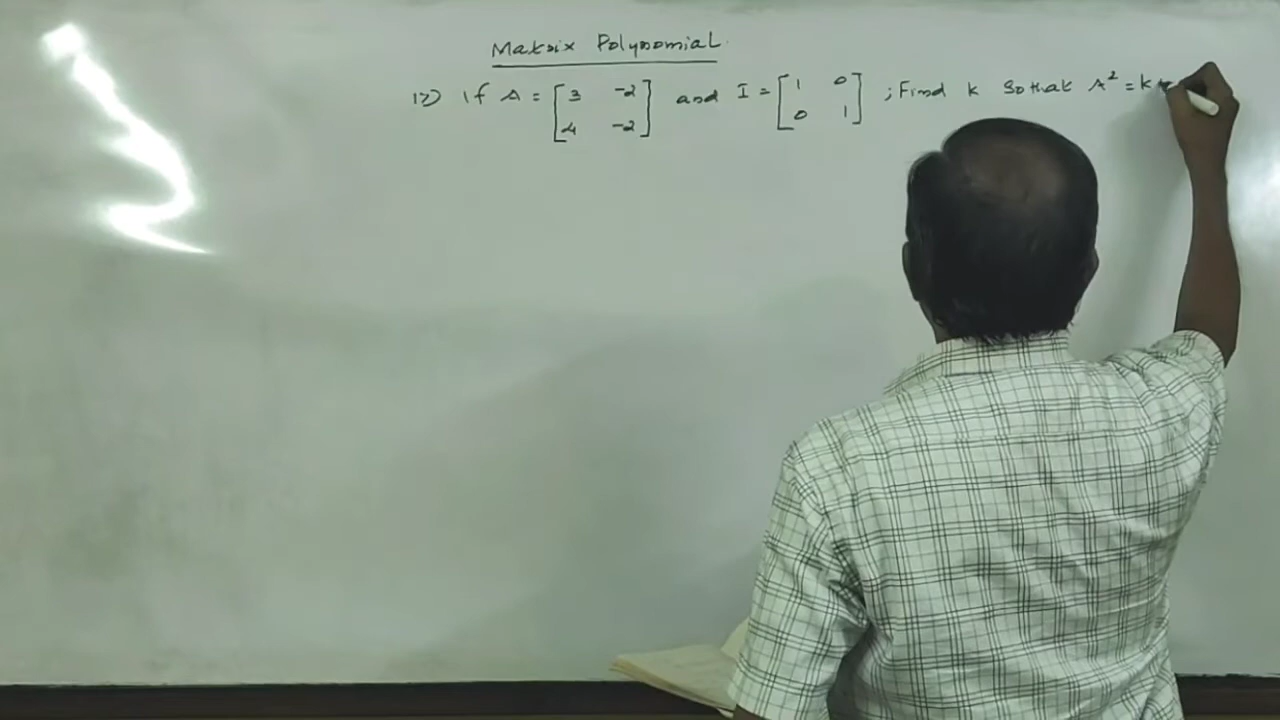 Matrix Polynomial.
12) If A = [3 -2] and I = [1 0] ; Find k so that A² = k
[4 -2] [0 1]